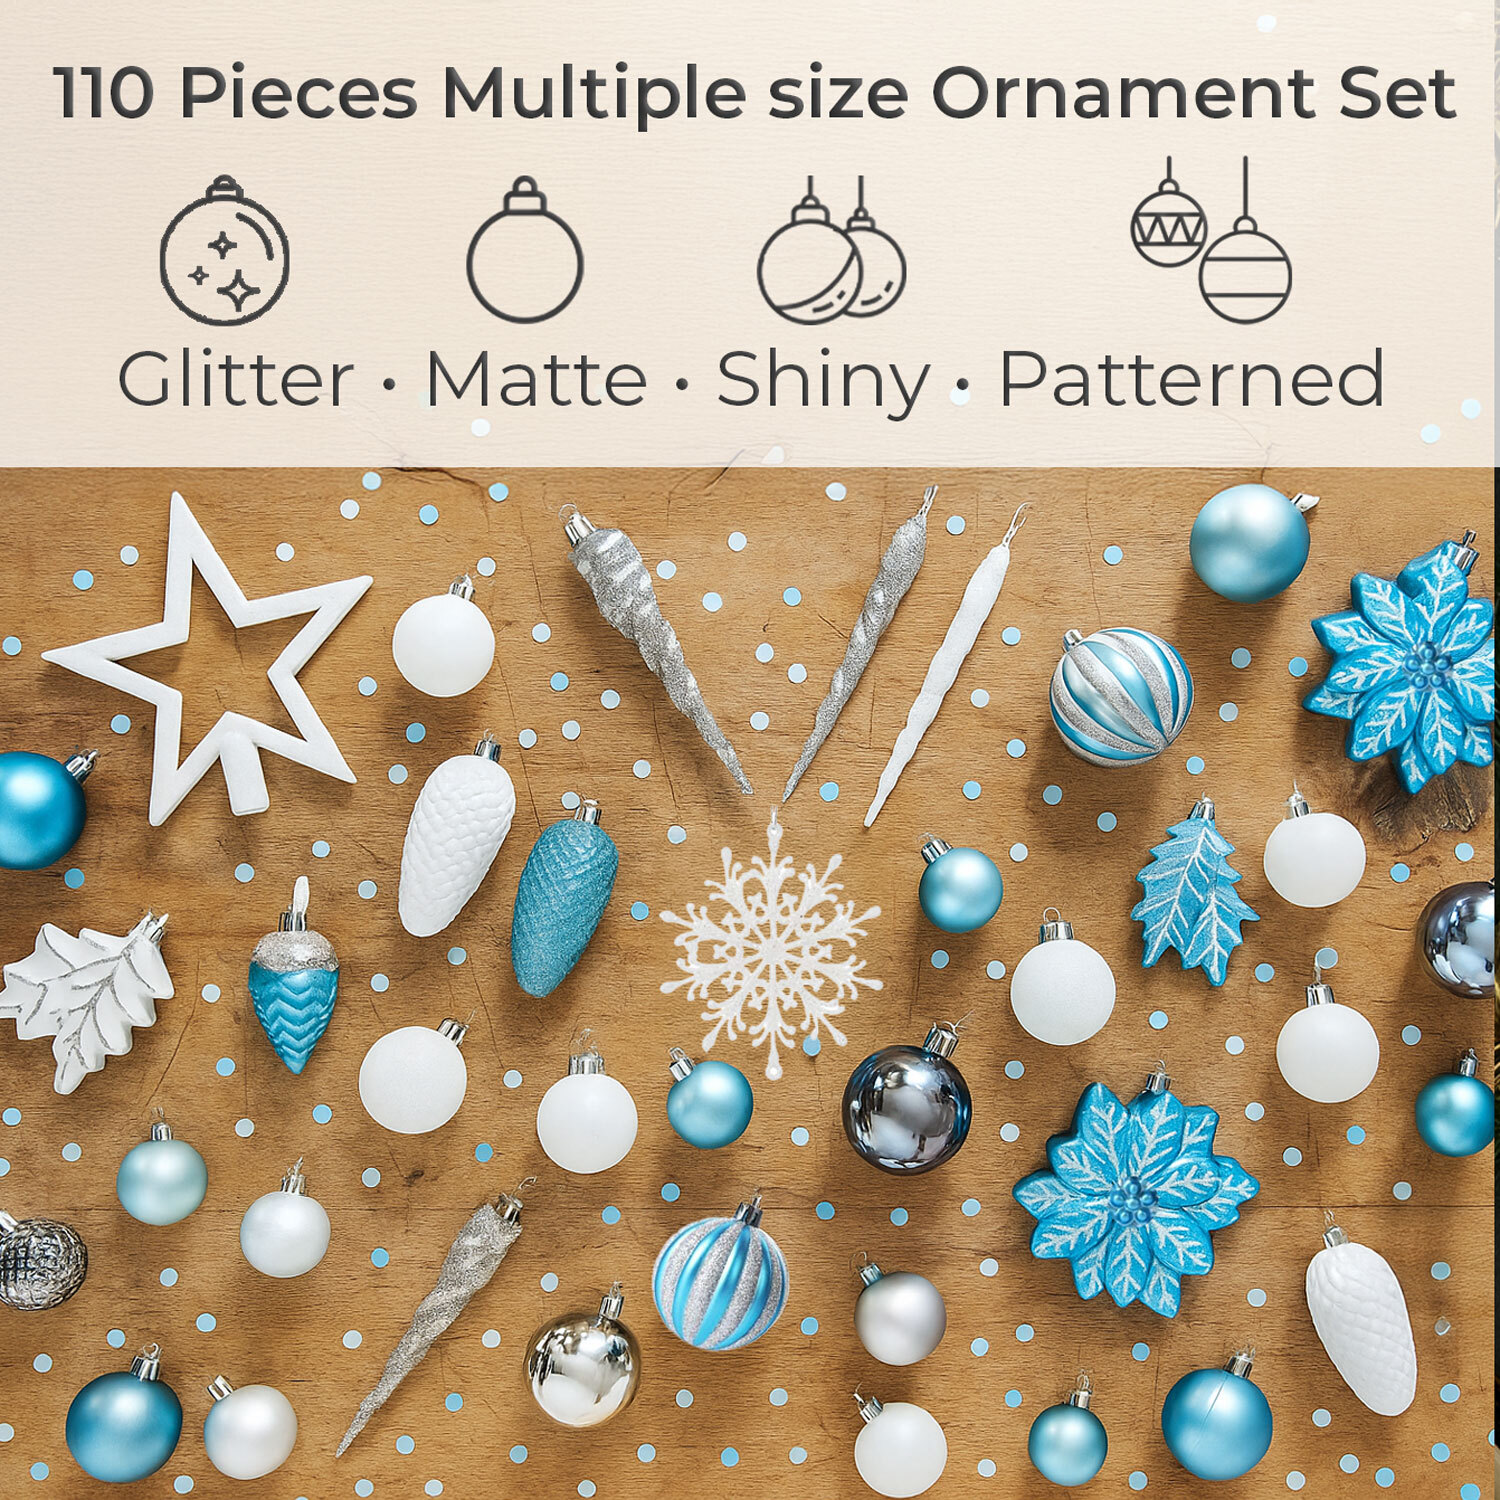 110 Pieces Multiple size Ornament Set
Glitter • Matte • Shiny • Patterned